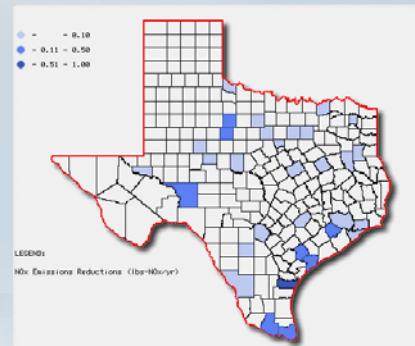 - - 0.10
- 0.11 - 0.50
- 0.51 - 1.00
LEGEND:
NOx Emissions Reductions (lbs-NOx/yr)